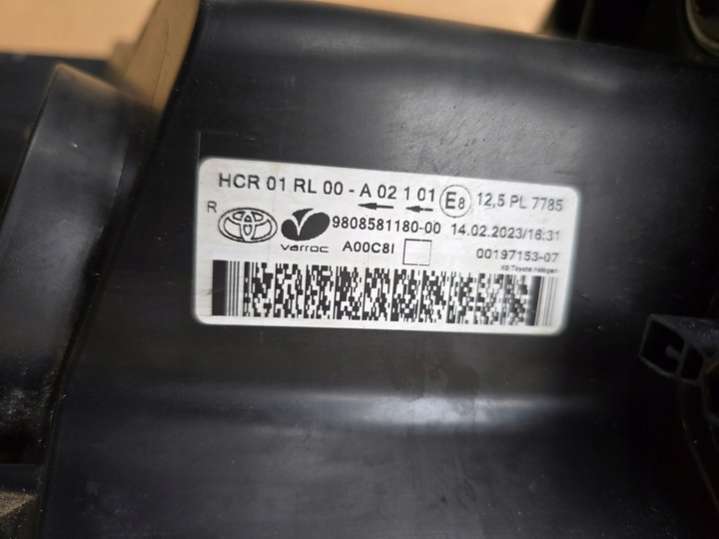 HCR 01 RL 00 - A 02 1 01 E8 12,5 PL 7785
R
9808581180-00 14.02.2023/16:31
varroc A00C8I 00197153-07